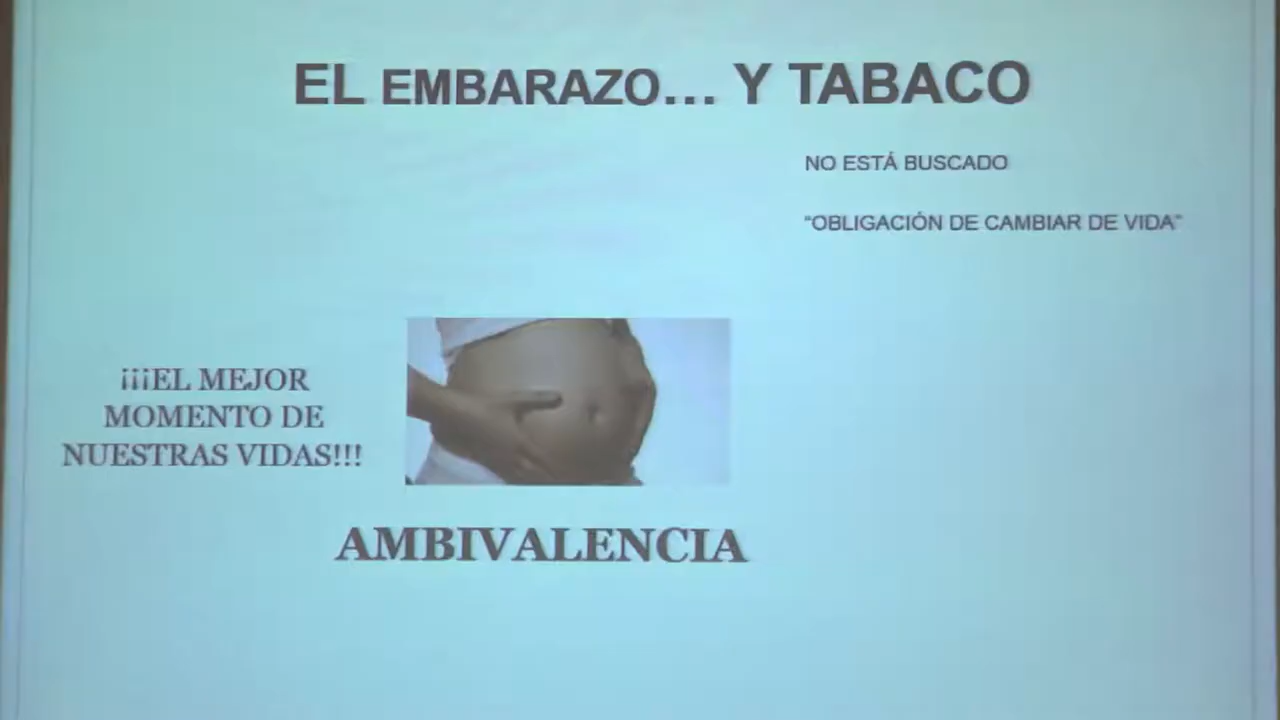 EL EMBARAZO... Y TABACO
NO ESTÁ BUSCADO
“OBLIGACIÓN DE CAMBIAR DE VIDA”
¡¡¡EL MEJOR
MOMENTO DE
NUESTRAS VIDAS!!!
AMBIVALENCIA